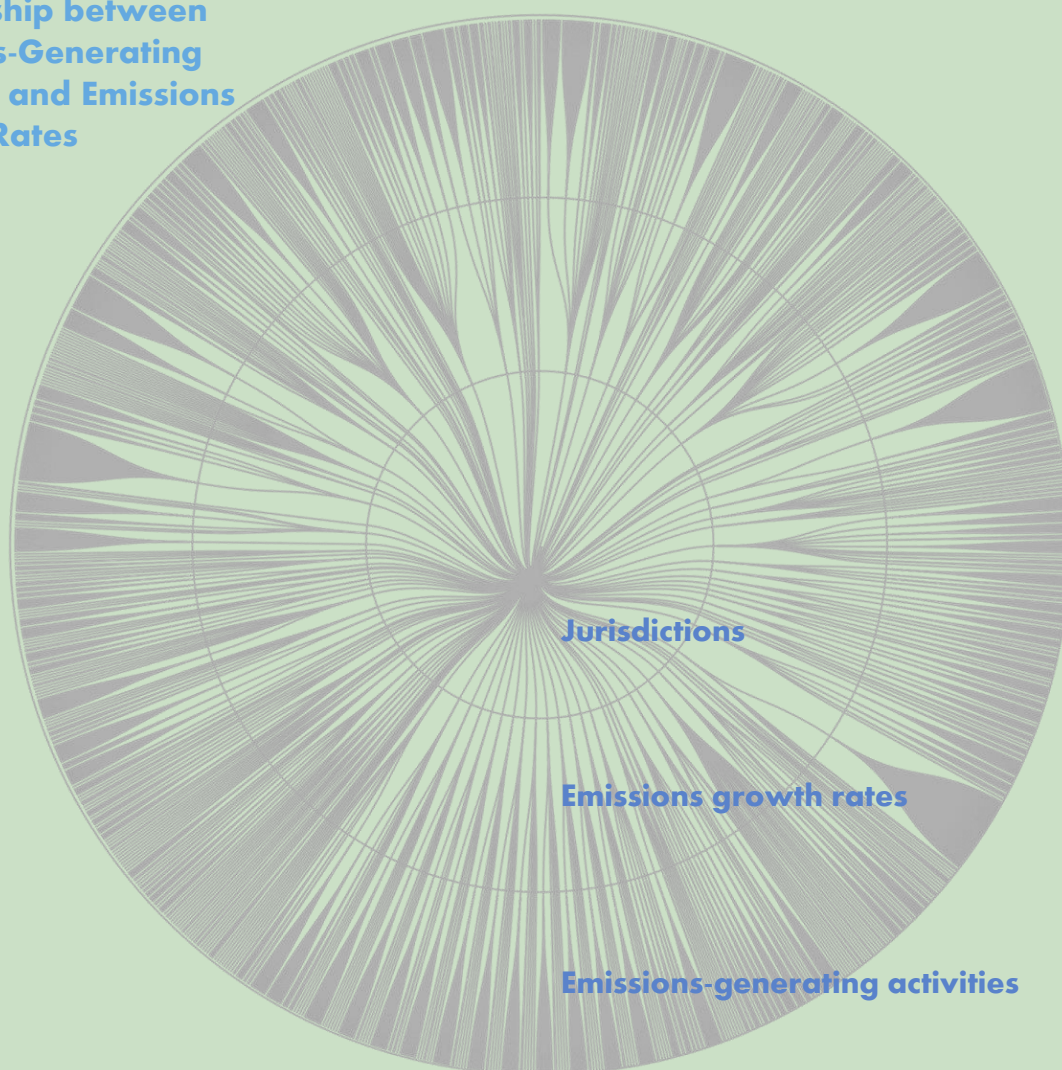 ship between
s-Generating
and Emissions
Rates
Jurisdictions
Emissions growth rates
Emissions-generating activities